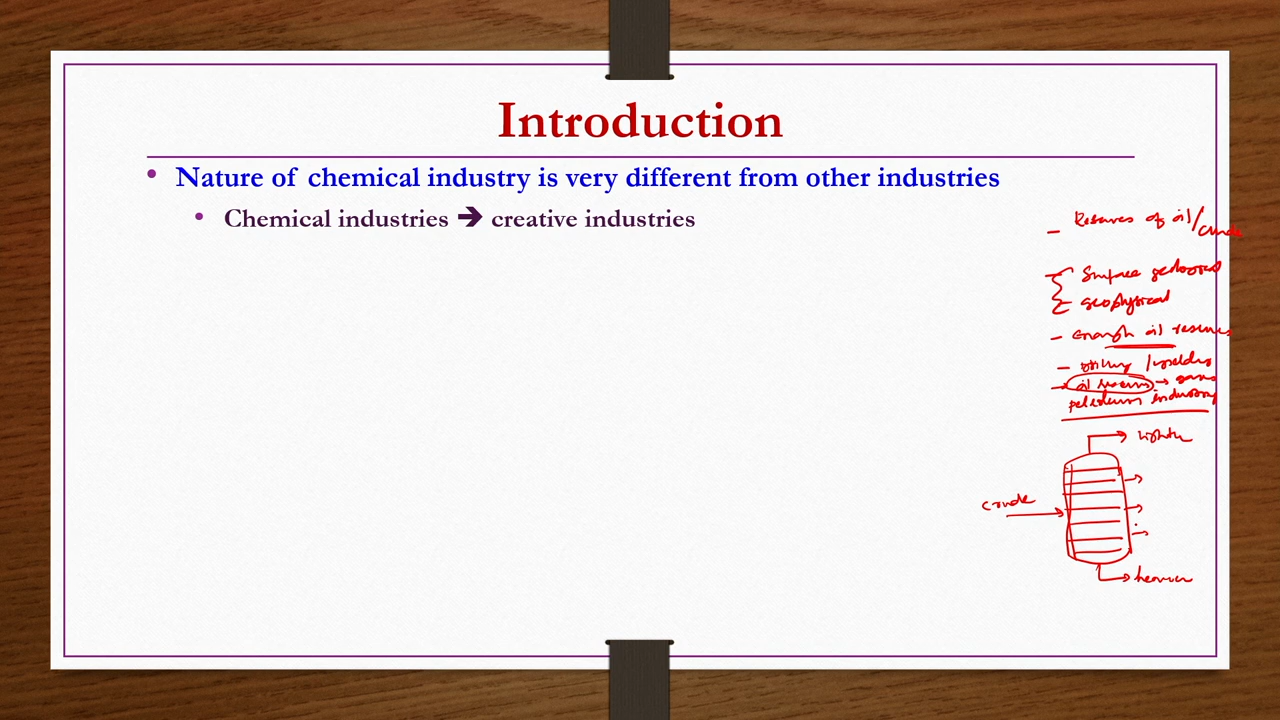 Introduction
• Nature of chemical industry is very different from other industries
• Chemical industries ➔ creative industries
- Reserves of oil/crude
- Surface
geophysical
- enough oil reserves
- drilling
petroleum industry
lighter
crude
heavier